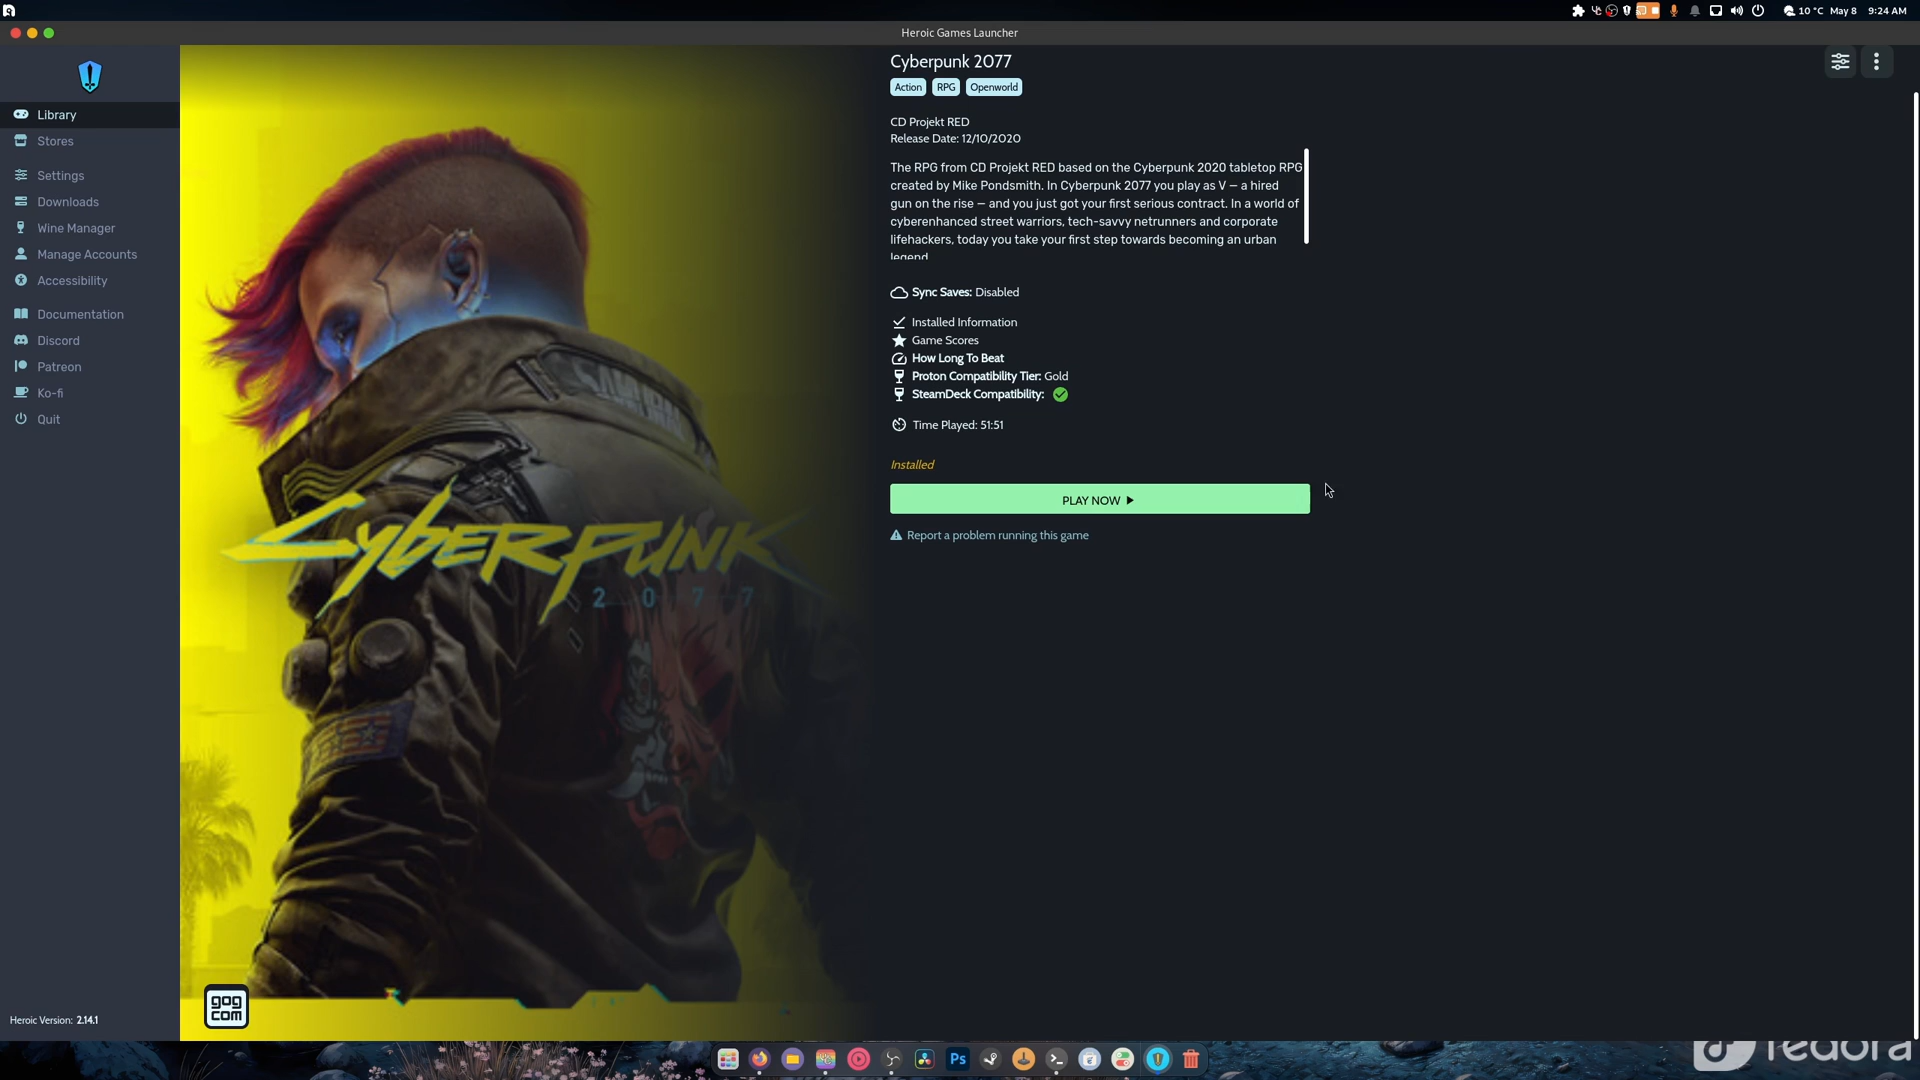 10 °C May 8 9:24 AM
Heroic Games Launcher
Library
Stores
Settings
Downloads
Wine Manager
Manage Accounts
Accessibility
Documentation
Discord
Patreon
Ko-fi
Quit
Heroic Version: 2.14.1
SAMURAI
CYBERPUNK
2077
gog
com
Cyberpunk 2077
Action RPG Openworld
CD Projekt RED
Release Date: 12/10/2020
The RPG from CD Projekt RED based on the Cyberpunk 2020 tabletop RPG
created by Mike Pondsmith. In Cyberpunk 2077 you play as V — a hired
gun on the rise — and you just got your first serious contract. In a world of
cyberenhanced street warriors, tech-savvy netrunners and corporate
lifehackers, today you take your first step towards becoming an urban
legend
Sync Saves: Disabled
Installed Information
Game Scores
How Long To Beat
Proton Compatibility Tier: Gold
SteamDeck Compatibility:
Time Played: 51:51
Installed
PLAY NOW
Report a problem running this game
Ps
fedora